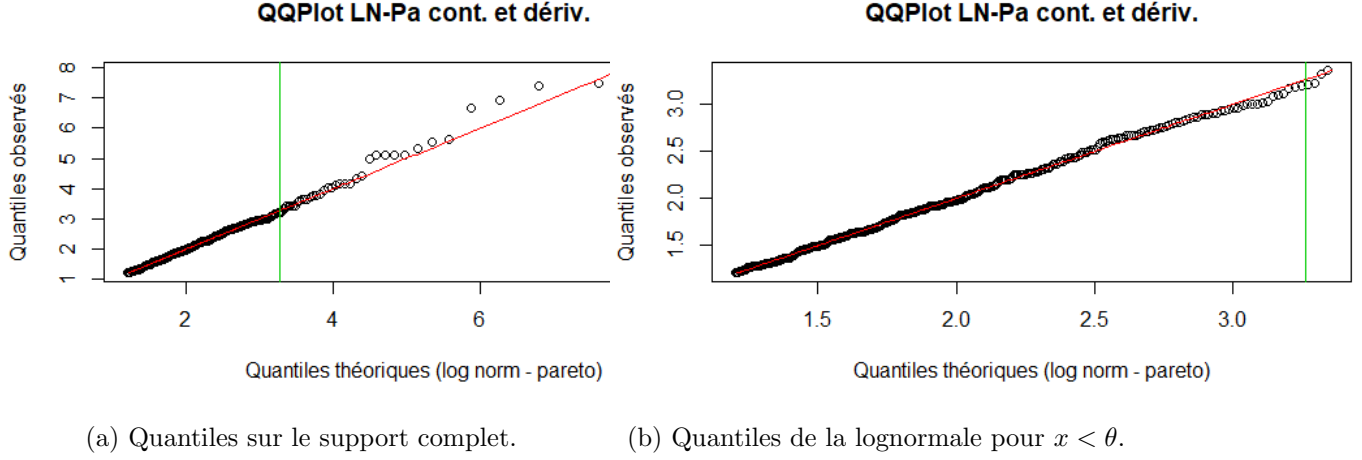 QQPlot LN-Pa cont. et dériv.
Quantiles observés
8
7
6
5
4
3
2
1
2
4
6
Quantiles théoriques (log norm - pareto)
(a) Quantiles sur le support complet.
QQPlot LN-Pa cont. et dériv.
Quantiles observés
3.0
2.5
2.0
1.5
1.5
2.0
2.5
3.0
Quantiles théoriques (log norm - pareto)
(b) Quantiles de la lognormale pour x < θ.